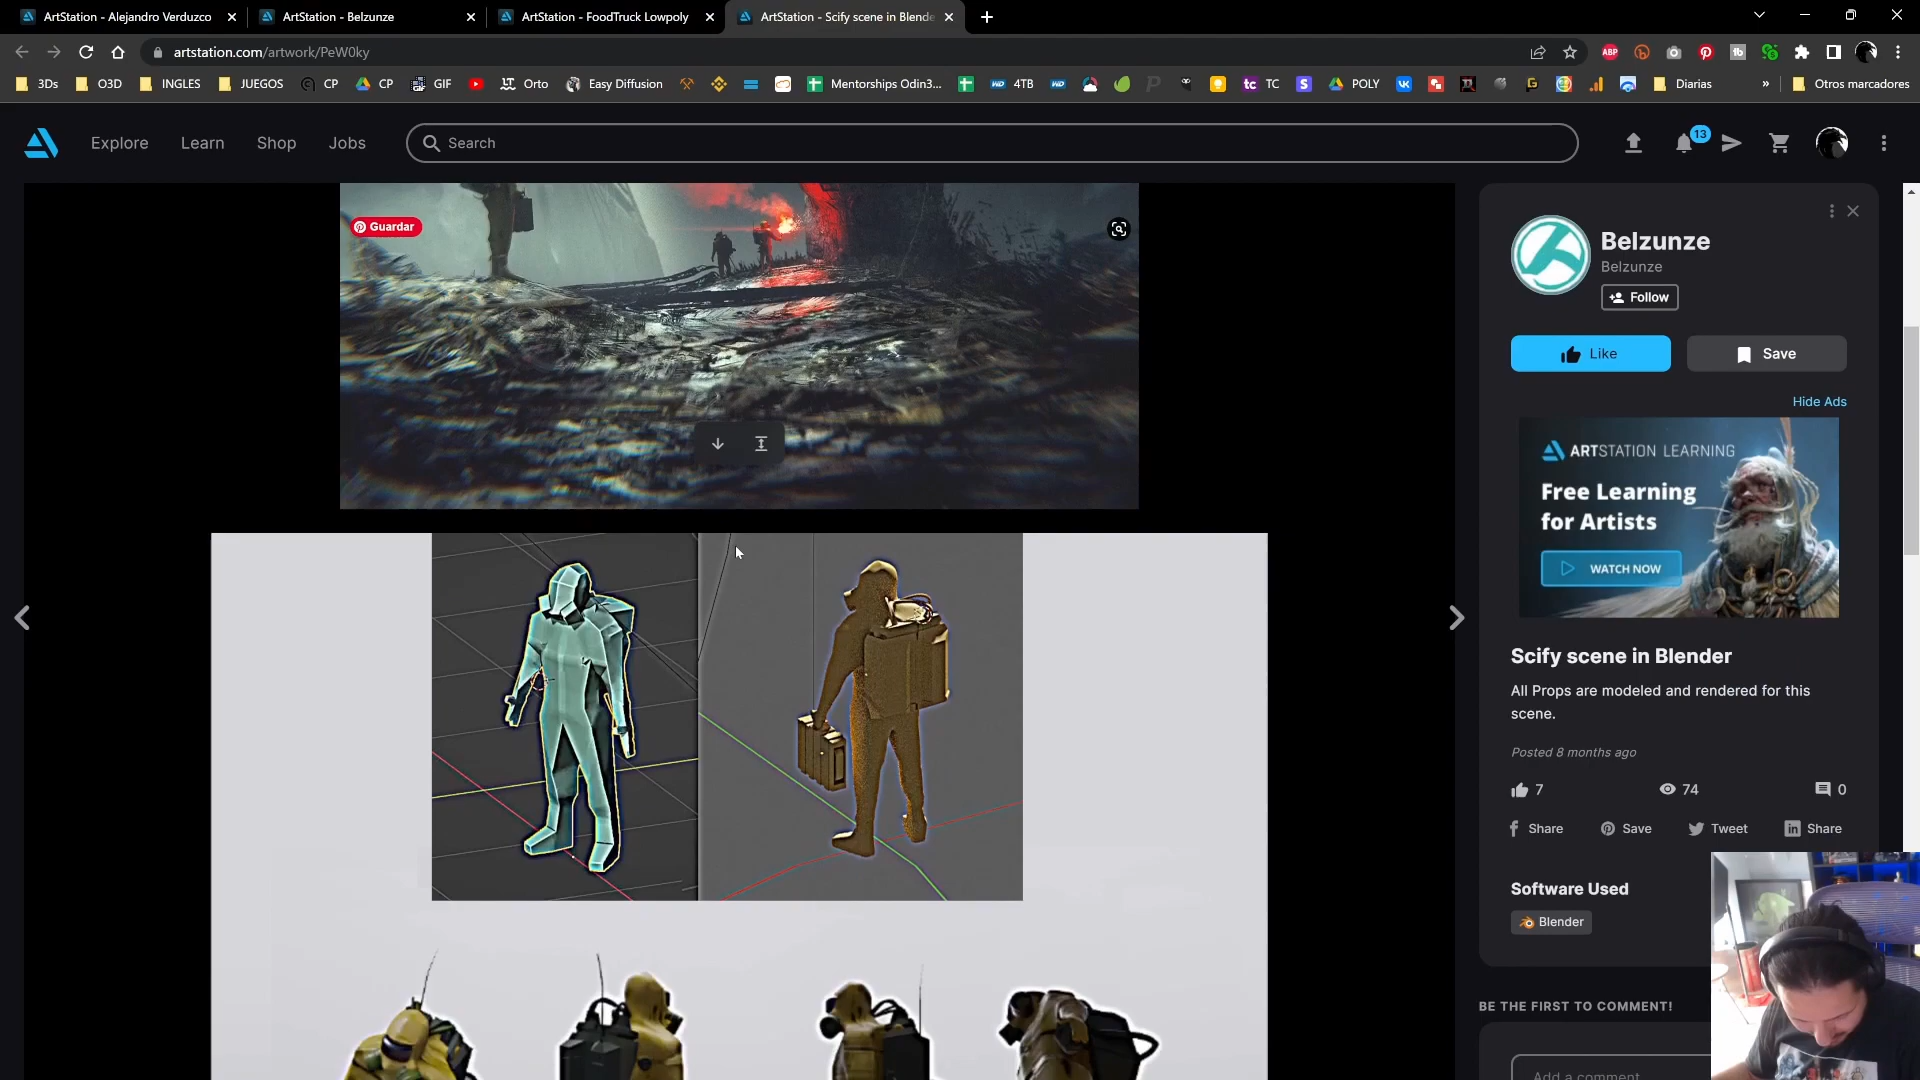 ArtStation - Alejandro Verduzco
ArtStation - Belzunze
ArtStation - FoodTruck Lowpoly
ArtStation - Scify scene in Blende
artstation.com/artwork/PeW0ky
ABP
3Ds
O3D
INGLES
JUEGOS
CP
CP
GIF
Orto
Easy Diffusion
Mentorships Odin3...
4TB
tc TC
POLY
Diarias
»
Otros marcadores
Explore
Learn
Shop
Jobs
Search
13
Guardar
Belzunze
Belzunze
Follow
Like
Save
Hide Ads
ARTSTATION LEARNING
Free Learning
for Artists
WATCH NOW
Scify scene in Blender
All Props are modeled and rendered for this
scene.
Posted 8 months ago
7
74
0
Share
Save
Tweet
Share
Software Used
Blender
BE THE FIRST TO COMMENT!
Add a comment